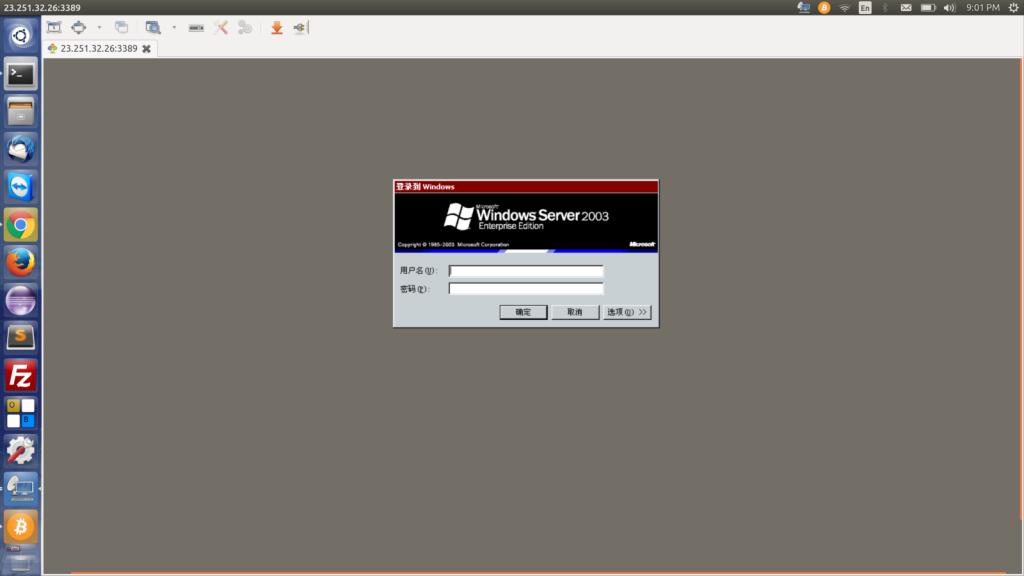 23.251.32.26:3389
En
9:01 PM
23.251.32.26:3389
登录到 Windows
Microsoft
Windows Server 2003
Enterprise Edition
Copyright © 1985-2003 Microsoft Corporation
Microsoft
用户名(U):
密码(P):
确定
取消
选项(O) >>
>_
S
Fz
O
B